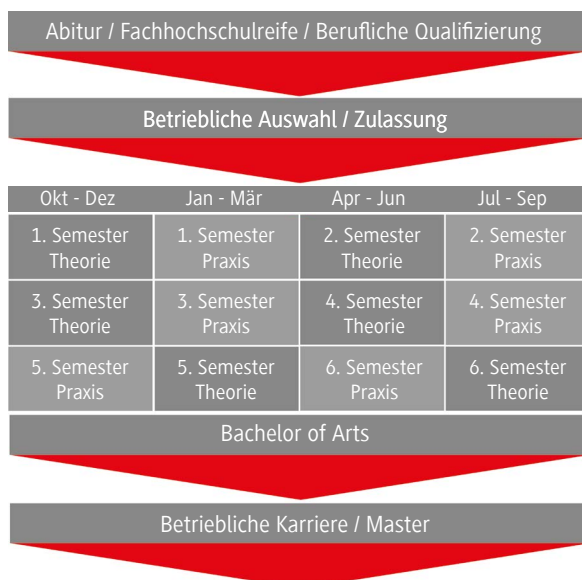 Abitur / Fachhochschulreife / Berufliche Qualifizierung
Betriebliche Auswahl / Zulassung
Okt - Dez Jan - Mär Apr - Jun Jul - Sep
1. Semester 1. Semester 2. Semester 2. Semester
Theorie Praxis Theorie Praxis
3. Semester 3. Semester 4. Semester 4. Semester
Theorie Praxis Theorie Praxis
5. Semester 5. Semester 6. Semester 6. Semester
Praxis Theorie Praxis Theorie
Bachelor of Arts
Betriebliche Karriere / Master